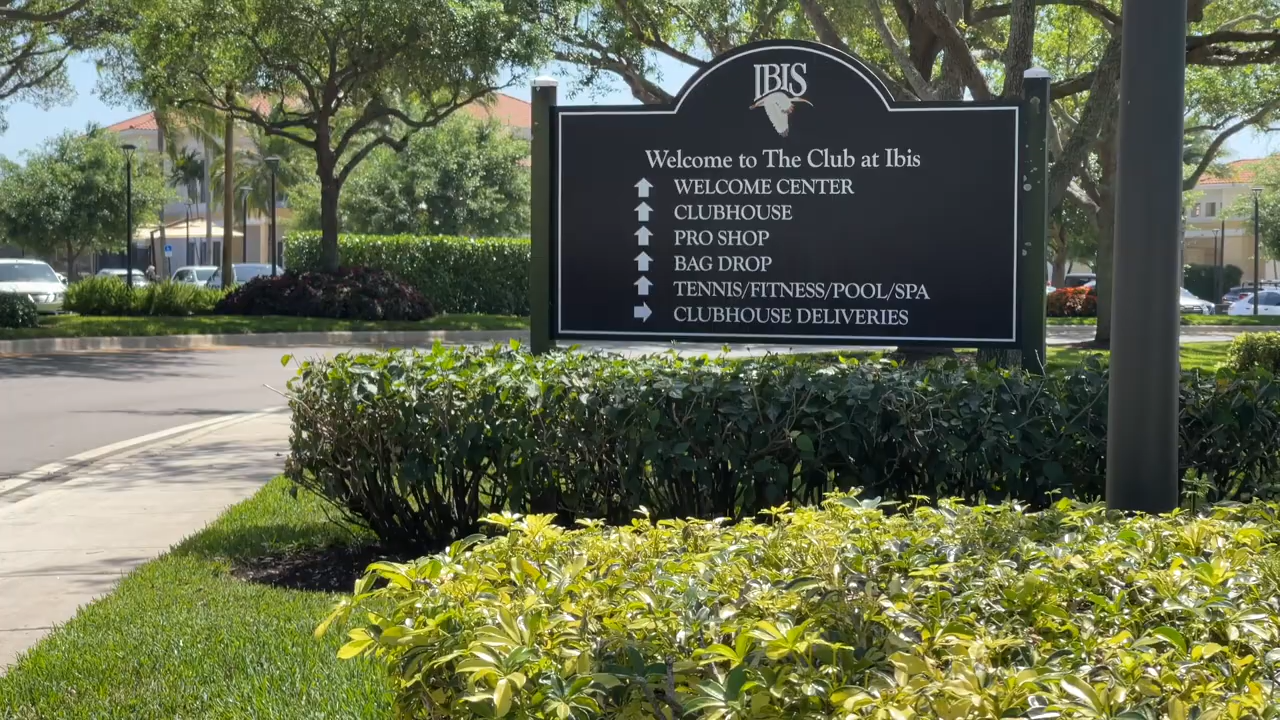 IBIS
Welcome to The Club at Ibis
WELCOME CENTER
CLUBHOUSE
PRO SHOP
BAG DROP
TENNIS/FITNESS/POOL/SPA
CLUBHOUSE DELIVERIES